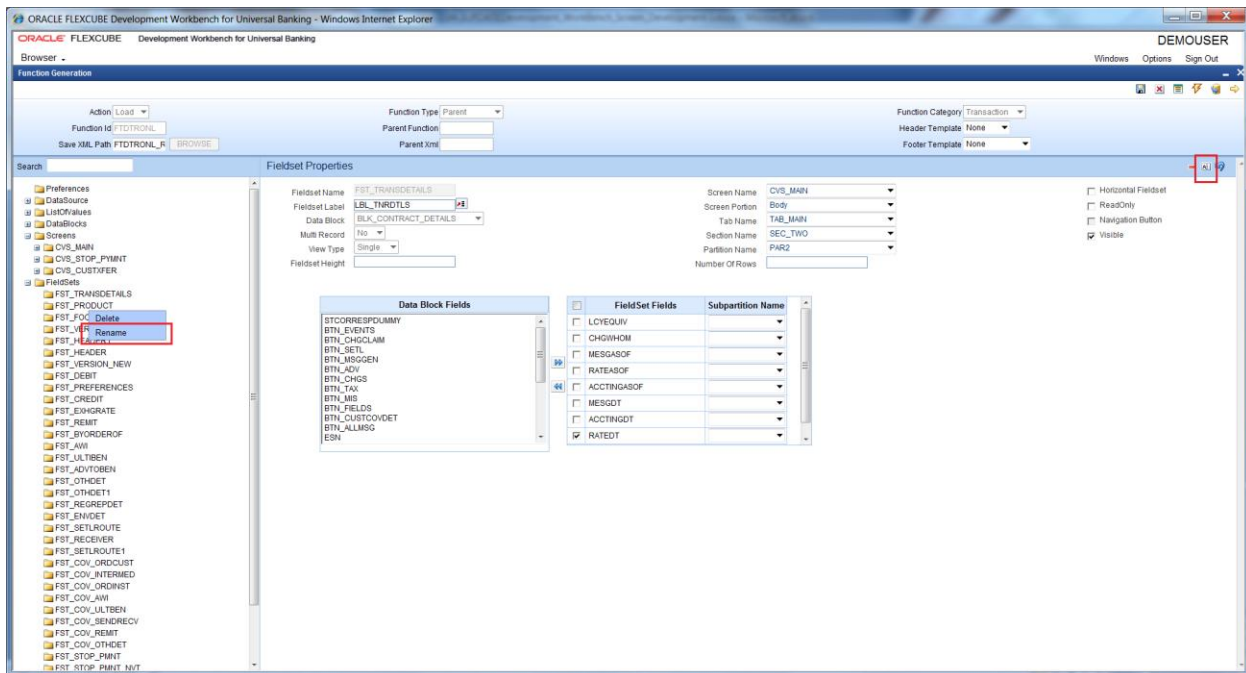 ORACLE FLEXCUBE Development Workbench for Universal Banking - Windows Internet Explorer
ORACLE FLEXCUBE Development Workbench for Universal Banking
DEMOUSER
Browser
Windows Options Sign Out
Function Generation
Action Load
Function Type Parent
Function Category Transaction
Function Id FTDTRONL
Parent Function
Header Template None
Save XML Path FTDTRONL_R BROWSE
Parent Xml
Footer Template None
Search
Fieldset Properties
Preferences
DataSource
ListOfValues
DataBlocks
Screens
CVS_MAIN
CVS_STOP_PYMNT
CVS_CUSTXFER
FieldSets
FST_TRANSDETAILS
FST_PRODUCT
FST_FOO
FST_VER
FST_HEADER1
FST_HEADER
FST_VERSION_NEW
FST_DEBIT
FST_PREFERENCES
FST_CREDIT
FST_EXHGRATE
FST_REMIT
FST_BYORDEROF
FST_AWI
FST_ULTIBEN
FST_ADVTOBEN
FST_OTHDET
FST_OTHDET1
FST_REGREPDET
FST_ENVDET
FST_SETLROUTE
FST_RECEIVER
FST_SETLROUTE1
FST_COV_ORDCUST
FST_COV_INTERMED
FST_COV_ORDINST
FST_COV_AWI
FST_COV_ULTBEN
FST_COV_SENDRECV
FST_COV_REMIT
FST_COV_OTHDET
FST_STOP_PMNT
FST_STOP_PMNT_NVT
Delete
Rename
Fieldset Name FST_TRANSDETAILS
Fieldset Label LBL_TNRDTLS
Data Block BLK_CONTRACT_DETAILS
Multi Record No
View Type Single
Fieldset Height
Screen Name CVS_MAIN
Screen Portion Body
Tab Name TAB_MAIN
Section Name SEC_TWO
Partition Name PAR2
Number Of Rows
Horizontal Fieldset
ReadOnly
Navigation Button
Visible
Data Block Fields
STCORRESPDUMMY
BTN_EVENTS
BTN_CHGCLAIM
BTN_SETL
BTN_MSGGEN
BTN_ADV
BTN_CHGS
BTN_TAX
BTN_MIS
BTN_FIELDS
BTN_CUSTCOVDET
BTN_ALLMSG
ESN
FieldSet Fields Subpartition Name
LCYEQUIV
CHGWHOM
MESGASOF
RATEASOF
ACCTINGASOF
MESGDT
ACCTINGDT
RATEDT